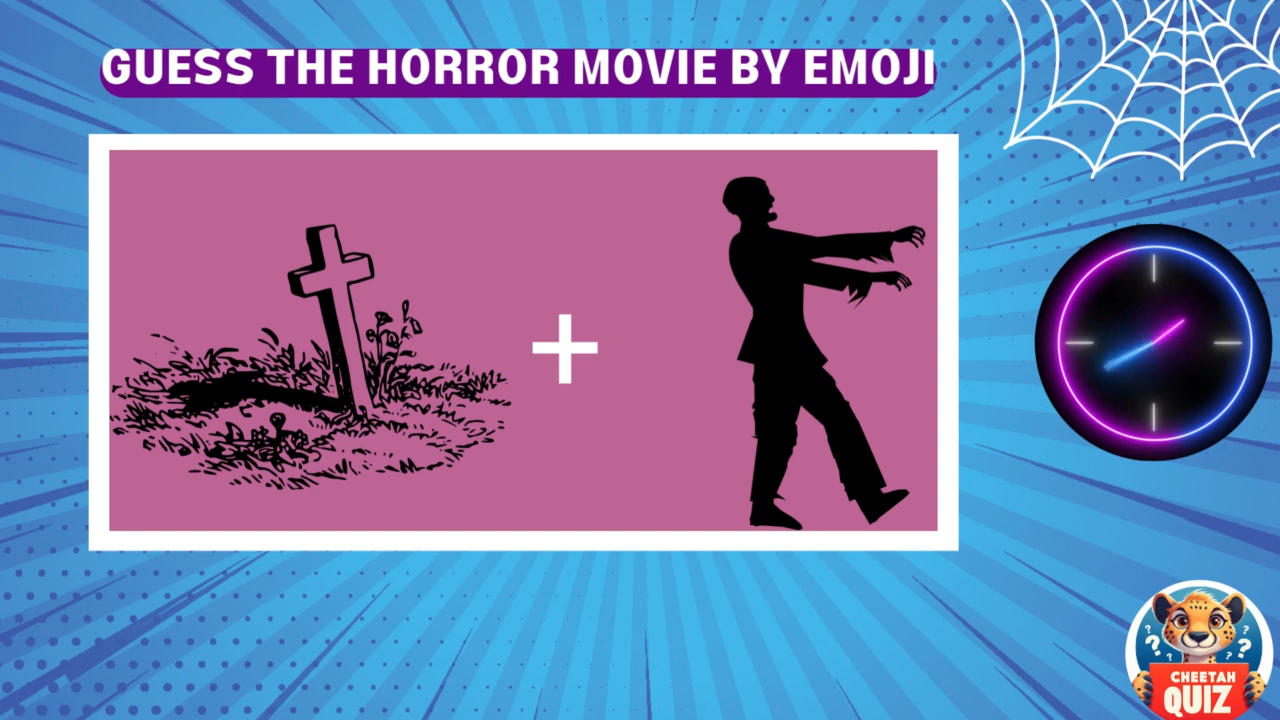 GUESS THE HORROR MOVIE BY EMOJI
+
? ? ? ?
CHEETAH
QUIZ